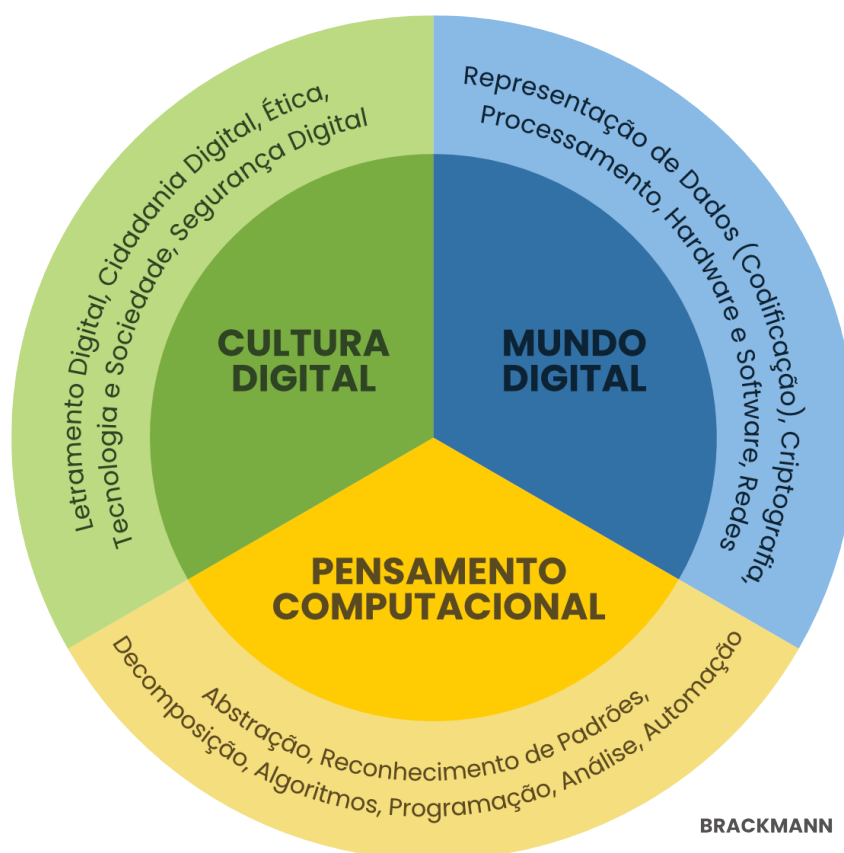 Letramento Digital, Cidadania Digital, Ética,
Tecnologia e Sociedade, Segurança Digital
CULTURA
DIGITAL
Representação de Dados (Codificação), Criptografia,
Processamento, Hardware e Software, Redes
MUNDO
DIGITAL
PENSAMENTO
COMPUTACIONAL
Abstração, Reconhecimento de Padrões,
Decomposição, Algoritmos, Programação, Análise, Automação
BRACKMANN